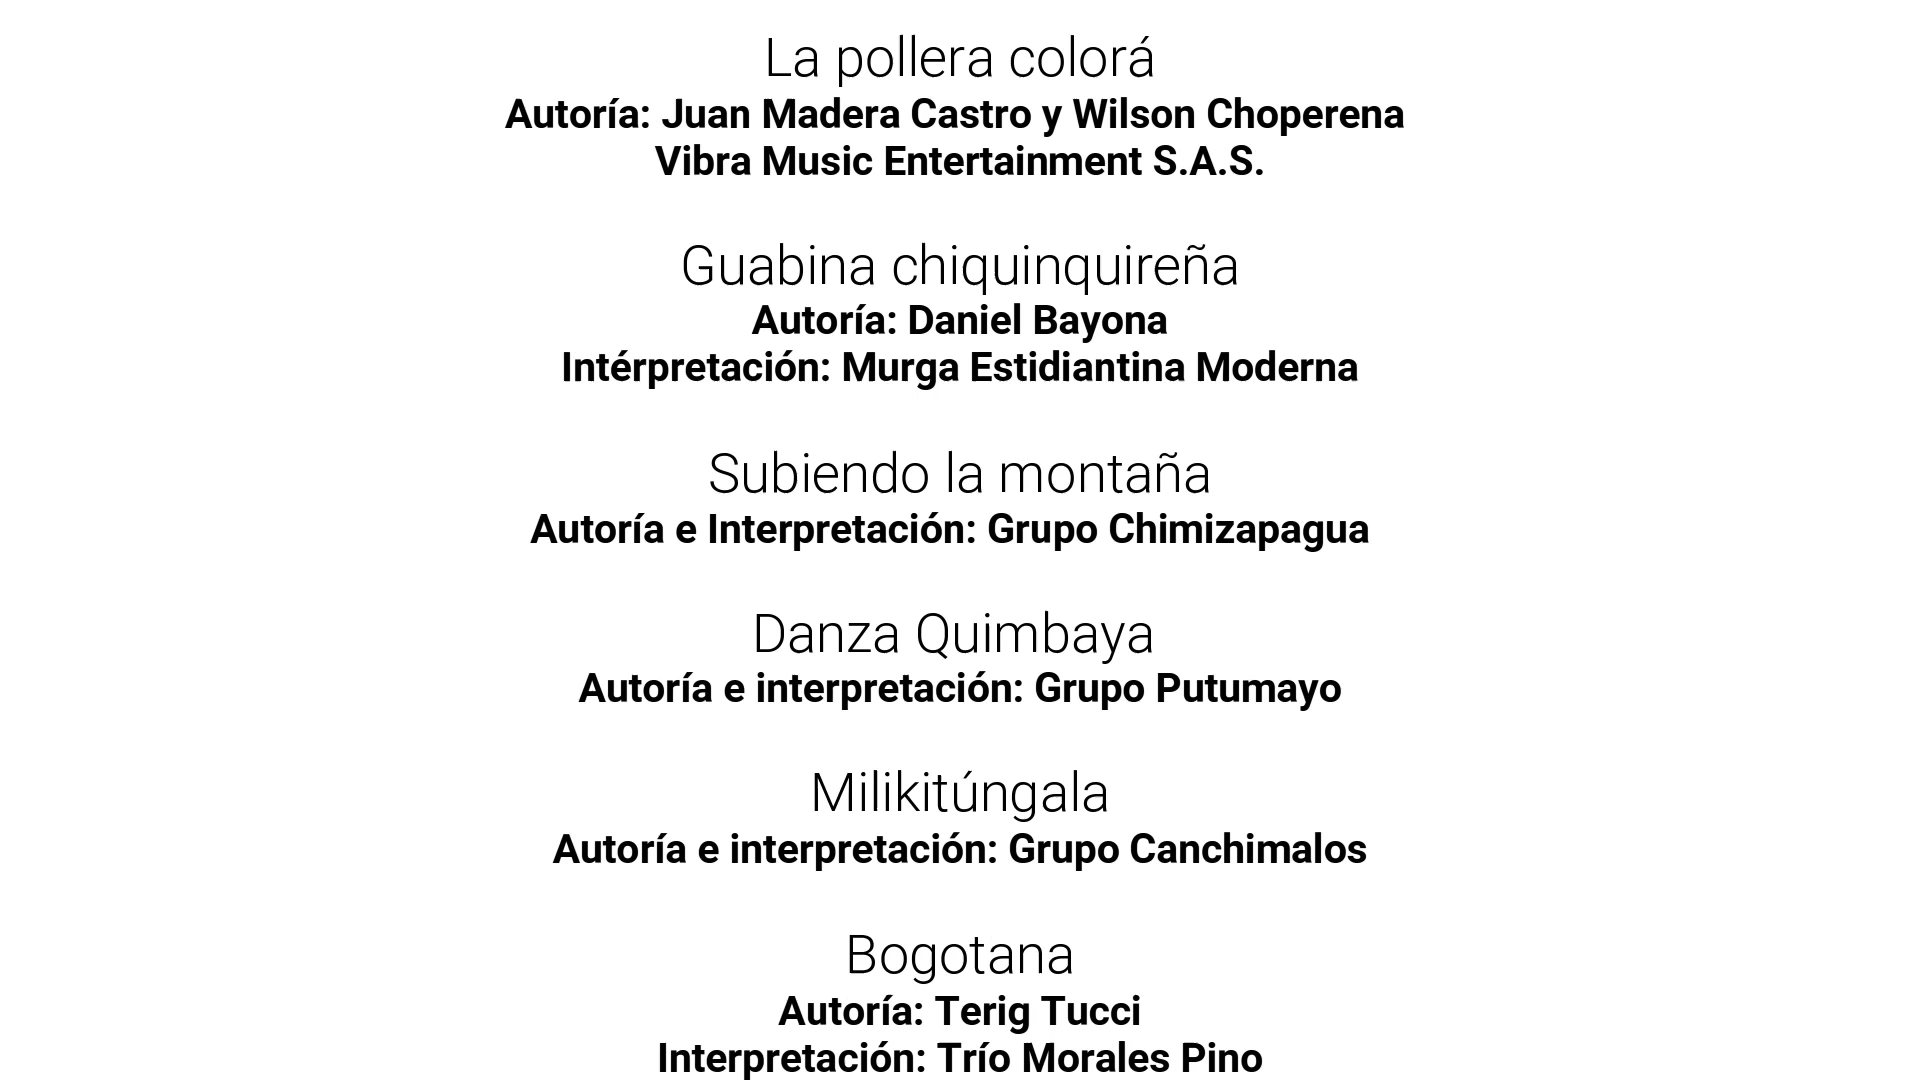 La pollera colorá
Autoría: Juan Madera Castro y Wilson Choperena
Vibra Music Entertainment S.A.S.
Guabina chiquinquireña
Autoría: Daniel Bayona
Intérpretación: Murga Estidiantina Moderna
Subiendo la montaña
Autoría e Interpretación: Grupo Chimizapagua
Danza Quimbaya
Autoría e interpretación: Grupo Putumayo
Milikitúngala
Autoría e interpretación: Grupo Canchimalos
Bogotana
Autoría: Terig Tucci
Interpretación: Trío Morales Pino